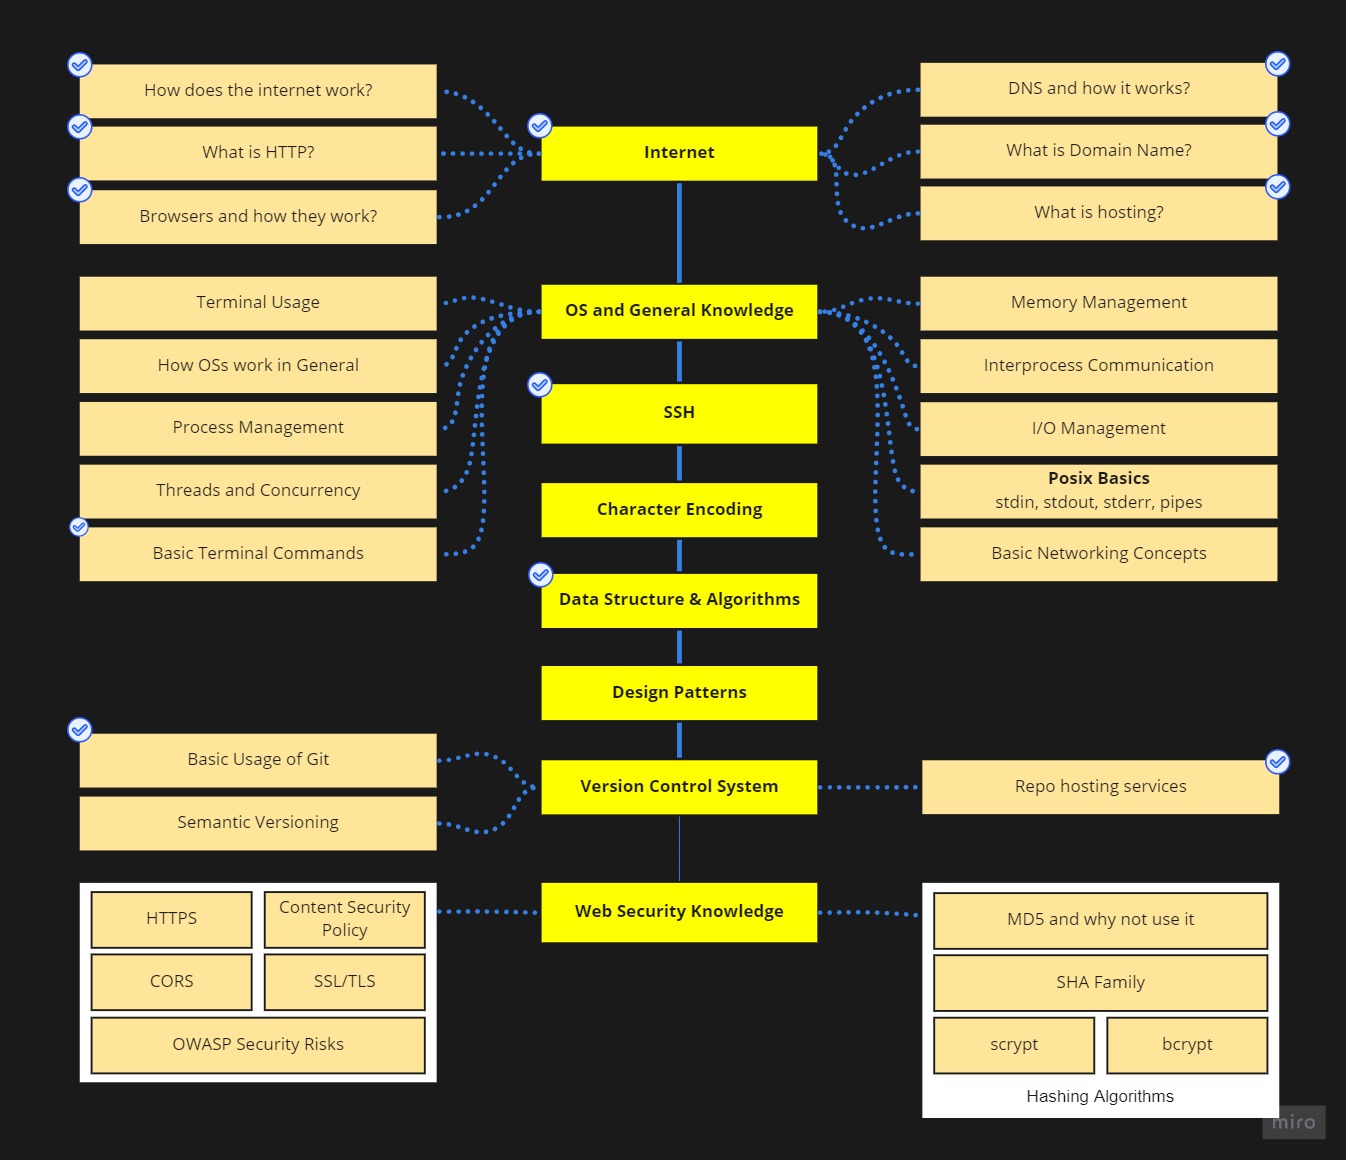 How does the internet work?
What is HTTP?
Browsers and how they work?
Internet
DNS and how it works?
What is Domain Name?
What is hosting?
Terminal Usage
How OSs work in General
Process Management
Threads and Concurrency
Basic Terminal Commands
OS and General Knowledge
Memory Management
Interprocess Communication
I/O Management
Posix Basics
stdin, stdout, stderr, pipes
Basic Networking Concepts
SSH
Character Encoding
Data Structure & Algorithms
Design Patterns
Basic Usage of Git
Semantic Versioning
Version Control System
Repo hosting services
Web Security Knowledge
HTTPS
Content Security
Policy
CORS
SSL/TLS
OWASP Security Risks
MD5 and why not use it
SHA Family
scrypt
bcrypt
Hashing Algorithms
miro